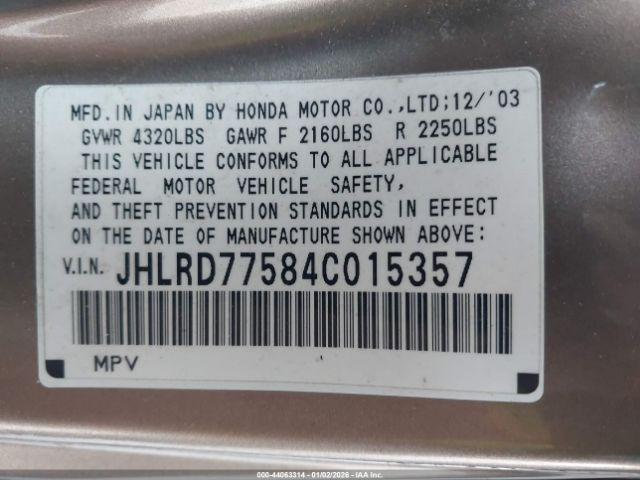 MFD. IN JAPAN BY HONDA MOTOR CO.,LTD;12/'03
GVWR 4320LBS GAWR F 2160LBS R 2250LBS
THIS VEHICLE CONFORMS TO ALL APPLICABLE
FEDERAL MOTOR VEHICLE SAFETY,
AND THEFT PREVENTION STANDARDS IN EFFECT
ON THE DATE OF MANUFACTURE SHOWN ABOVE:
V.I.N. JHLRD77584C015357
MPV
000-44063314 - 01/02/2026 - IAAI.CA